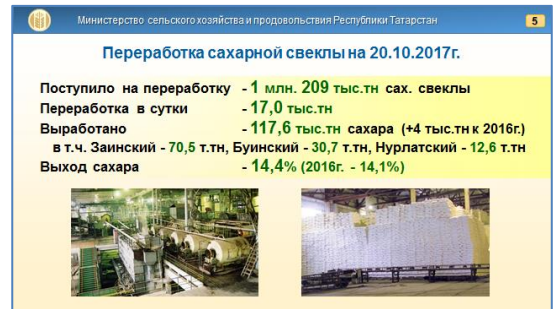 Министерство сельского хозяйства и продовольствия Республики Татарстан
5
Переработка сахарной свеклы на 20.10.2017г.
Поступило на переработку - 1 млн. 209 тыс.тн сах. свеклы
Переработка в сутки - 17,0 тыс.тн
Выработано - 117,6 тыс.тн сахара (+4 тыс.тн к 2016г.)
в т.ч. Заинский - 70,5 т.тн, Буинский - 30,7 т.тн, Нурлатский - 12,6 т.тн
Выход сахара - 14,4% (2016г. - 14,1%)